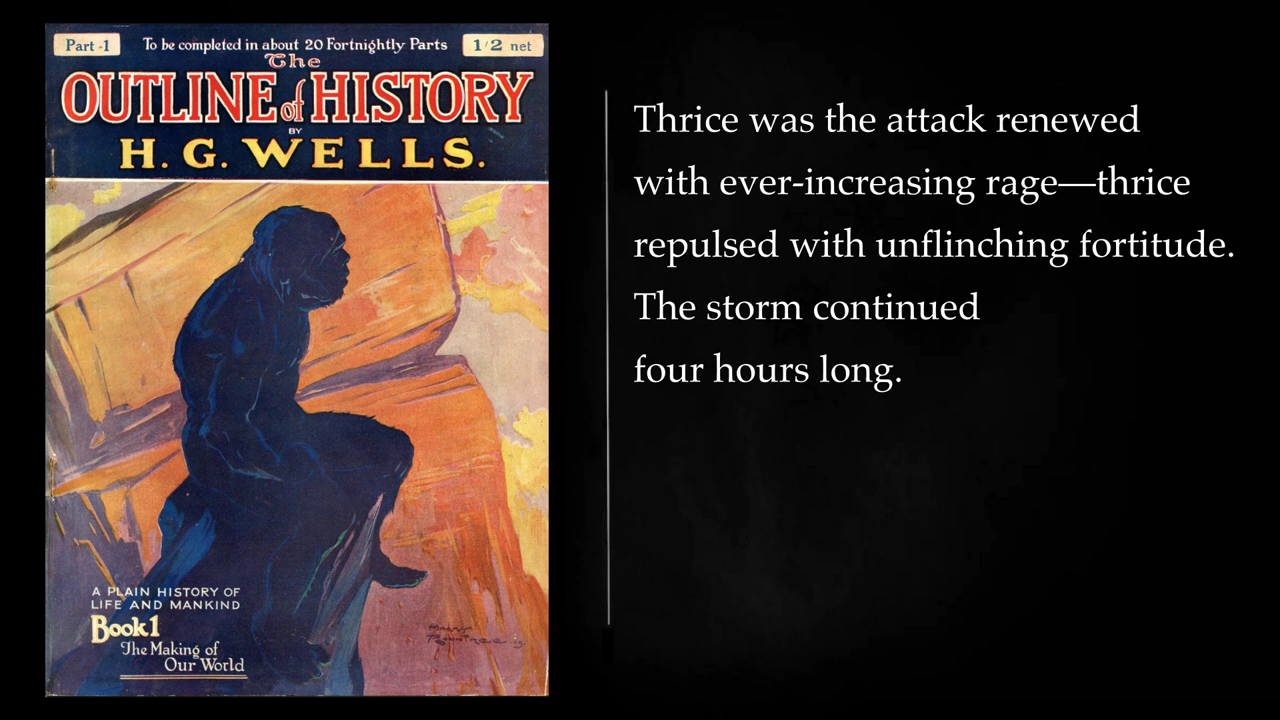 Part -1
To be completed in about 20 Fortnightly Parts
1/2 net
The
OUTLINE of HISTORY
BY
H. G. WELLS.
A PLAIN HISTORY OF
LIFE AND MANKIND
Book 1
The Making of
Our World
Thrice was the attack renewed
with ever-increasing rage—thrice
repulsed with unflinching fortitude.
The storm continued
four hours long.